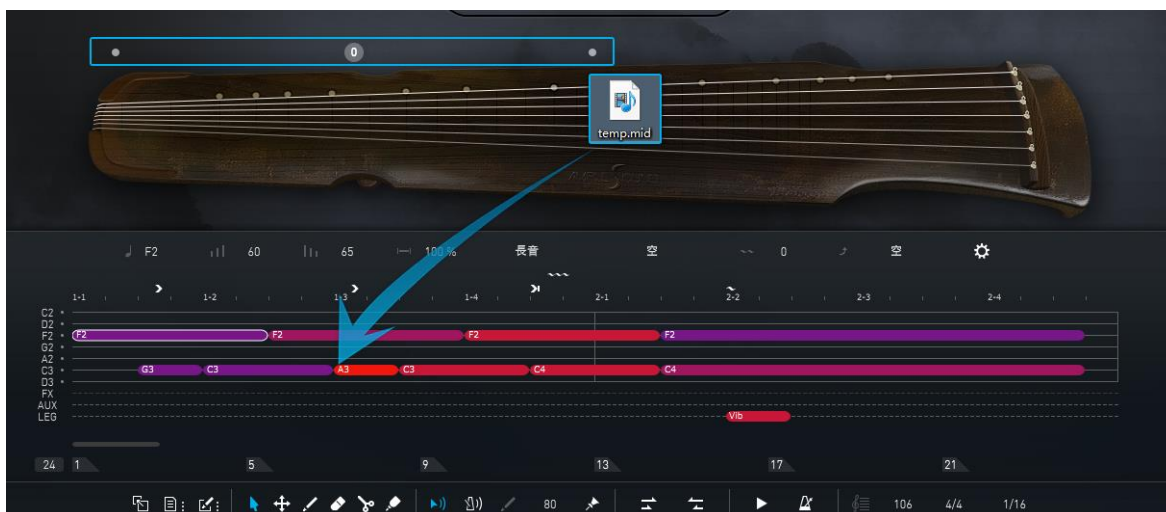 0
temp.mid
F2 60 65 100 % 長音 空 0 空
1-1 1-2 1-3 1-4 2-1 2-2 2-3 2-4
C2
D2
F2 F2 F2 F2 F2
G2
A2
C3 G3 C3 A3 C3 C4 C4
D3
FX
AUX
LEG Vib
24 1 5 9 13 17 21
80 106 4/4 1/16